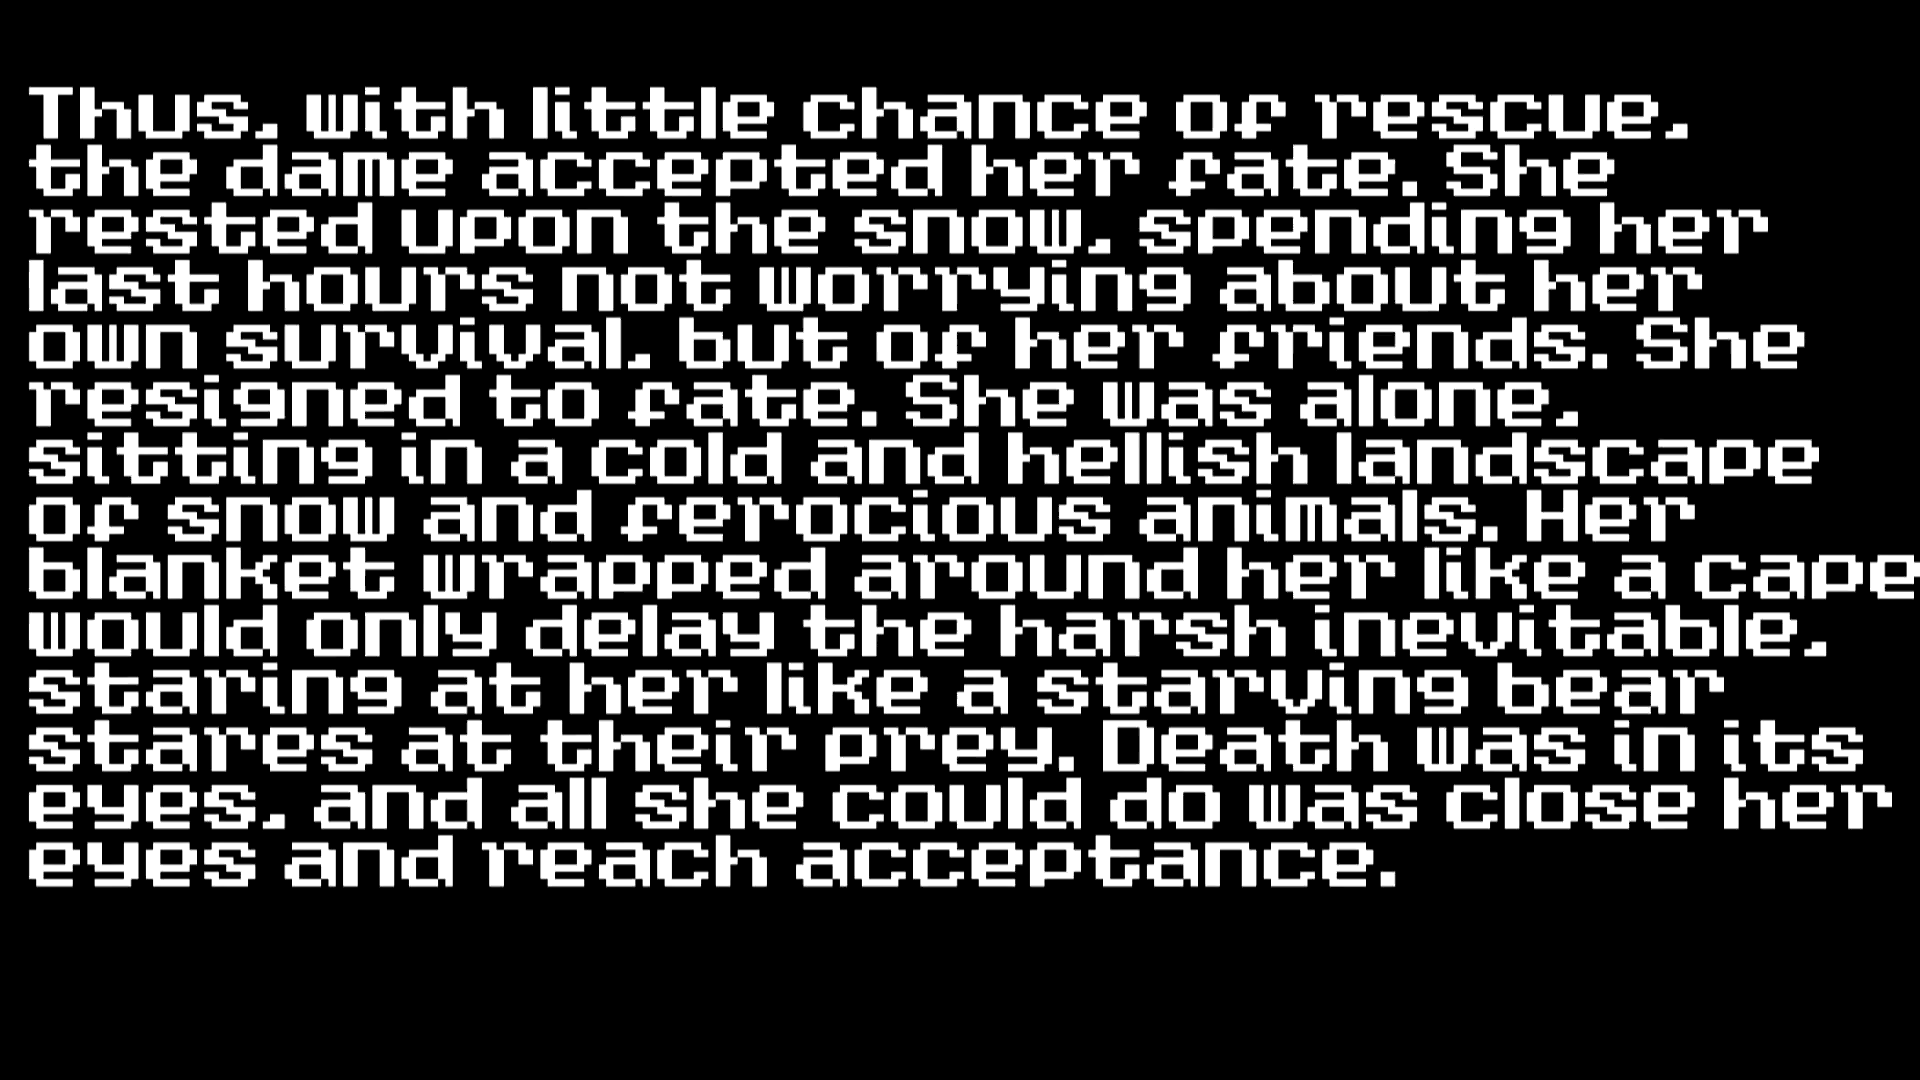 Thus, with little chance of rescue,
the dame accepted her fate. She
rested upon the snow, spending her
last hours not worrying about her
own survival, but of her friends. She
resigned to fate. She was alone,
sitting in a cold and hellish landscape
of snow and ferocious animals. Her
blanket wrapped around her like a cape
would only delay the harsh inevitable,
staring at her like a starving bear
stares at their prey. Death was in its
eyes, and all she could do was close her
eyes and reach acceptance.